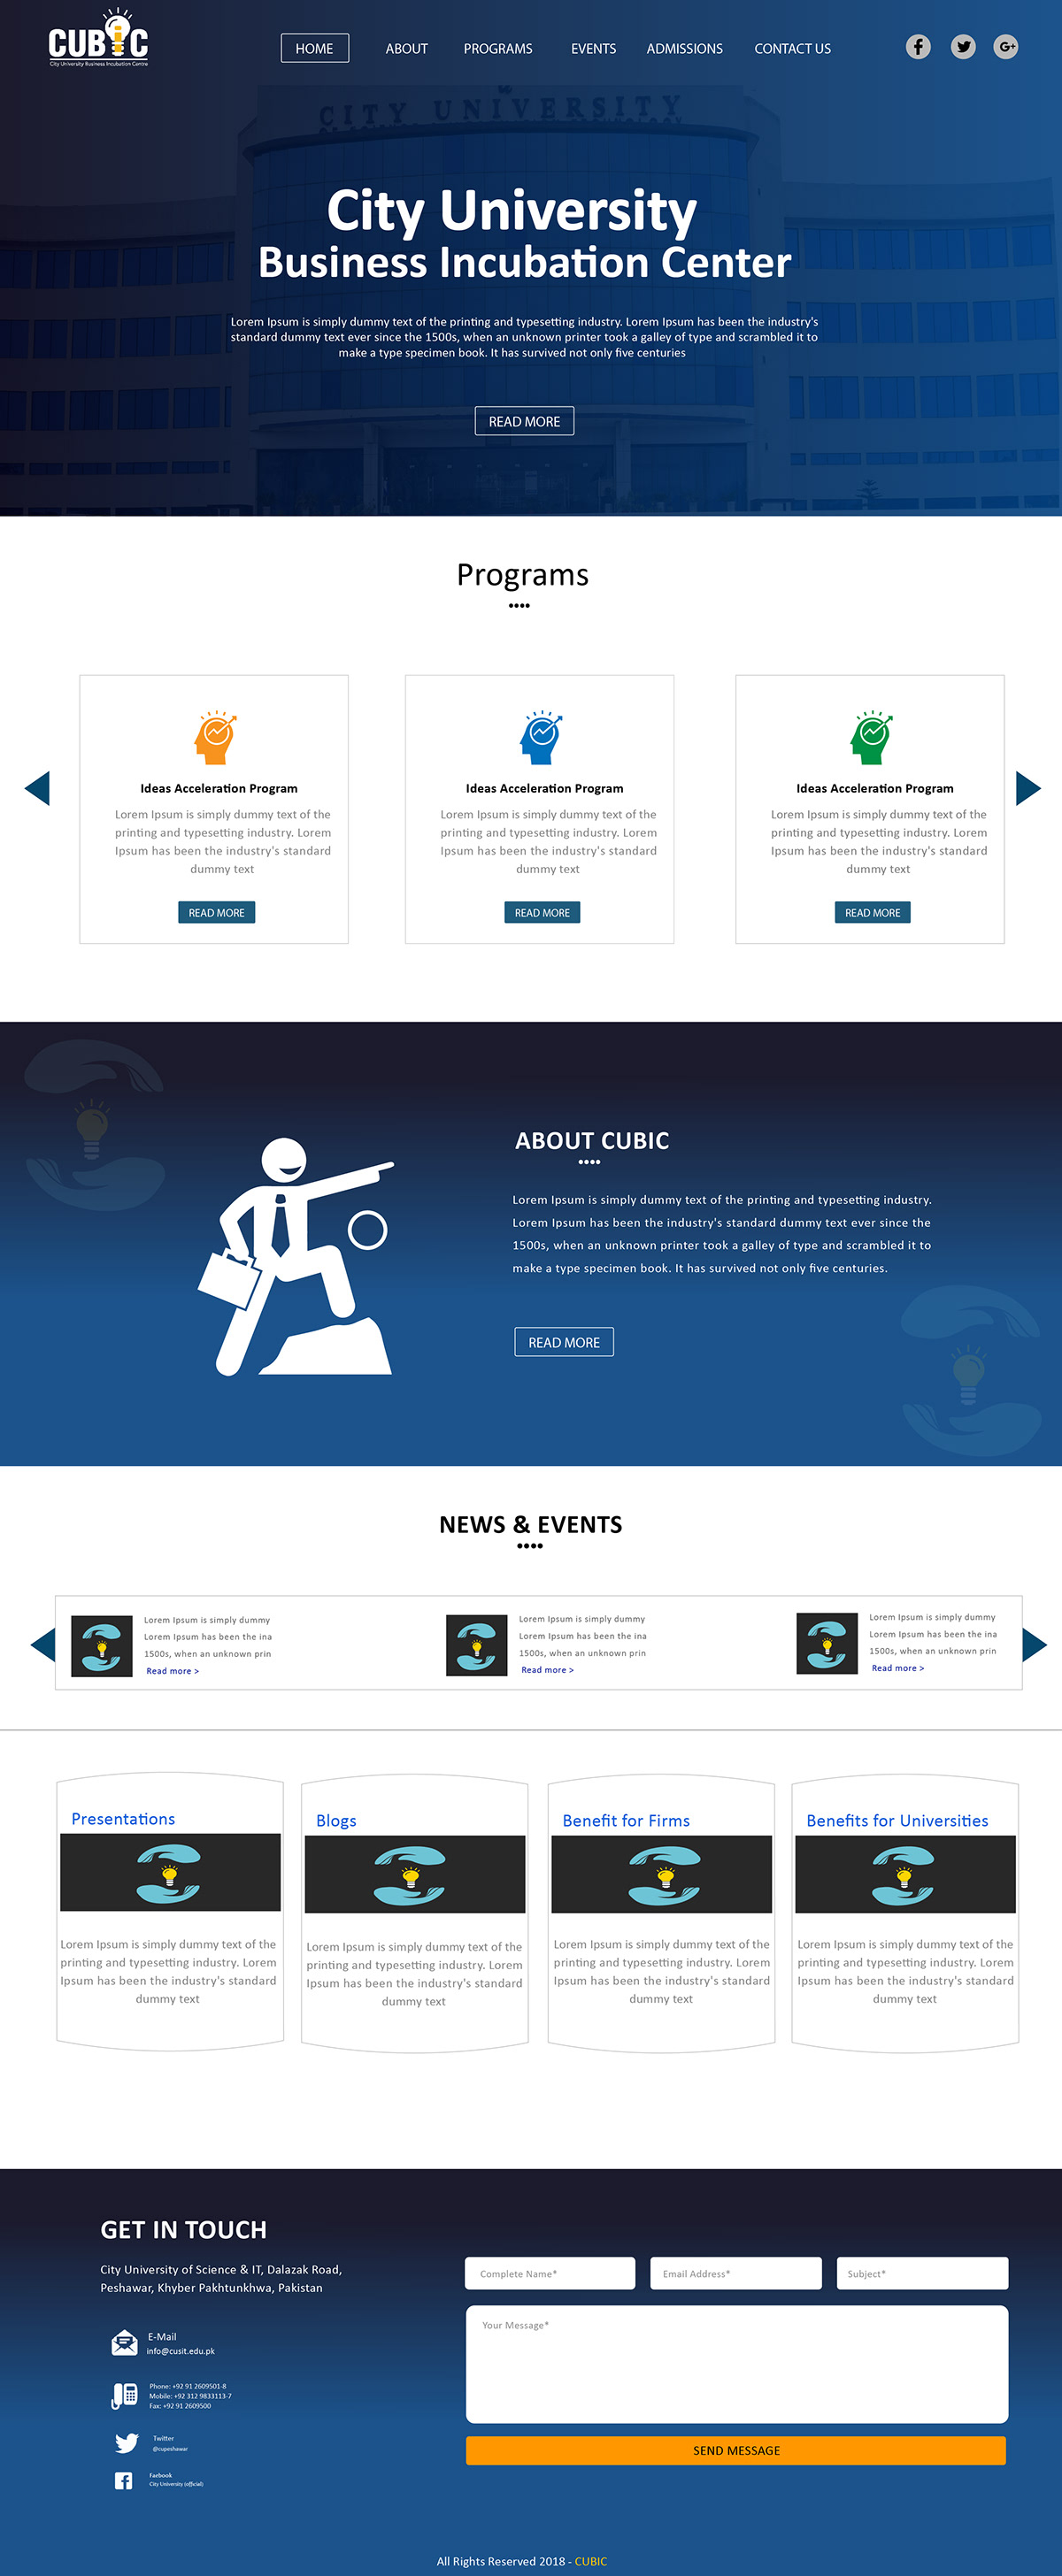 CUBIC
City University Business Incubation Centre
HOME
ABOUT
PROGRAMS
EVENTS
ADMISSIONS
CONTACT US
G+
CITY UNIVERSITY
City University
Business Incubation Center
Lorem Ipsum is simply dummy text of the printing and typesetting industry. Lorem Ipsum has been the industry's
standard dummy text ever since the 1500s, when an unknown printer took a galley of type and scrambled it to
make a type specimen book. It has survived not only five centuries
READ MORE
Programs
Ideas Acceleration Program
Lorem Ipsum is simply dummy text of the
printing and typesetting industry. Lorem
Ipsum has been the industry's standard
dummy text
READ MORE
Ideas Acceleration Program
Lorem Ipsum is simply dummy text of the
printing and typesetting industry. Lorem
Ipsum has been the industry's standard
dummy text
READ MORE
Ideas Acceleration Program
Lorem Ipsum is simply dummy text of the
printing and typesetting industry. Lorem
Ipsum has been the industry's standard
dummy text
READ MORE
ABOUT CUBIC
Lorem Ipsum is simply dummy text of the printing and typesetting industry.
Lorem Ipsum has been the industry's standard dummy text ever since the
1500s, when an unknown printer took a galley of type and scrambled it to
make a type specimen book. It has survived not only five centuries.
READ MORE
NEWS & EVENTS
Lorem Ipsum is simply dummy
Lorem Ipsum has been the ina
1500s, when an unknown prin
Read more >
Lorem Ipsum is simply dummy
Lorem Ipsum has been the ina
1500s, when an unknown prin
Read more >
Lorem Ipsum is simply dummy
Lorem Ipsum has been the ina
1500s, when an unknown prin
Read more >
Presentations
Lorem Ipsum is simply dummy text of the
printing and typesetting industry. Lorem
Ipsum has been the industry's standard
dummy text
Blogs
Lorem Ipsum is simply dummy text of the
printing and typesetting industry. Lorem
Ipsum has been the industry's standard
dummy text
Benefit for Firms
Lorem Ipsum is simply dummy text of the
printing and typesetting industry. Lorem
Ipsum has been the industry's standard
dummy text
Benefits for Universities
Lorem Ipsum is simply dummy text of the
printing and typesetting industry. Lorem
Ipsum has been the industry's standard
dummy text
GET IN TOUCH
City University of Science & IT, Dalazak Road,
Peshawar, Khyber Pakhtunkhwa, Pakistan
E-Mail
info@cusit.edu.pk
Phone: +92 91 2609501-8
Mobile: +92 312 9833113-7
Fax: +92 91 2609500
Twitter
@cupeshawar
Faebook
City University (official)
Complete Name*
Email Address*
Subject*
Your Message*
SEND MESSAGE
All Rights Reserved 2018 - CUBIC